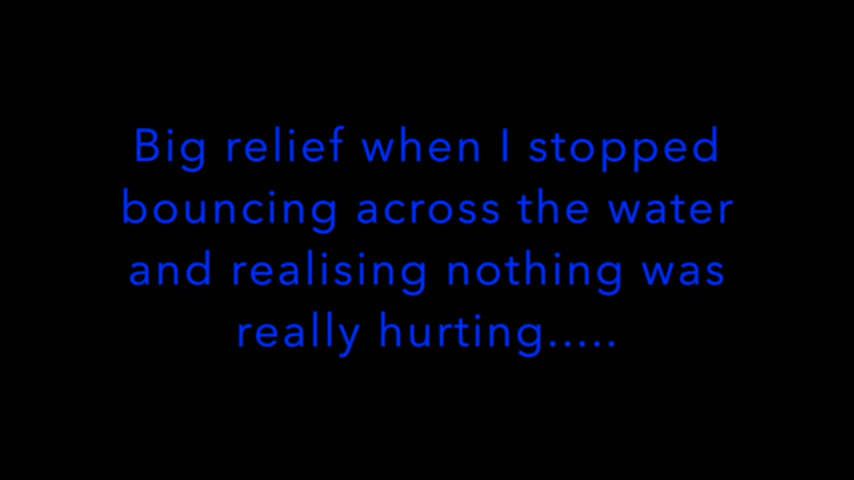 Big relief when I stopped
bouncing across the water
and realising nothing was
really hurting.....